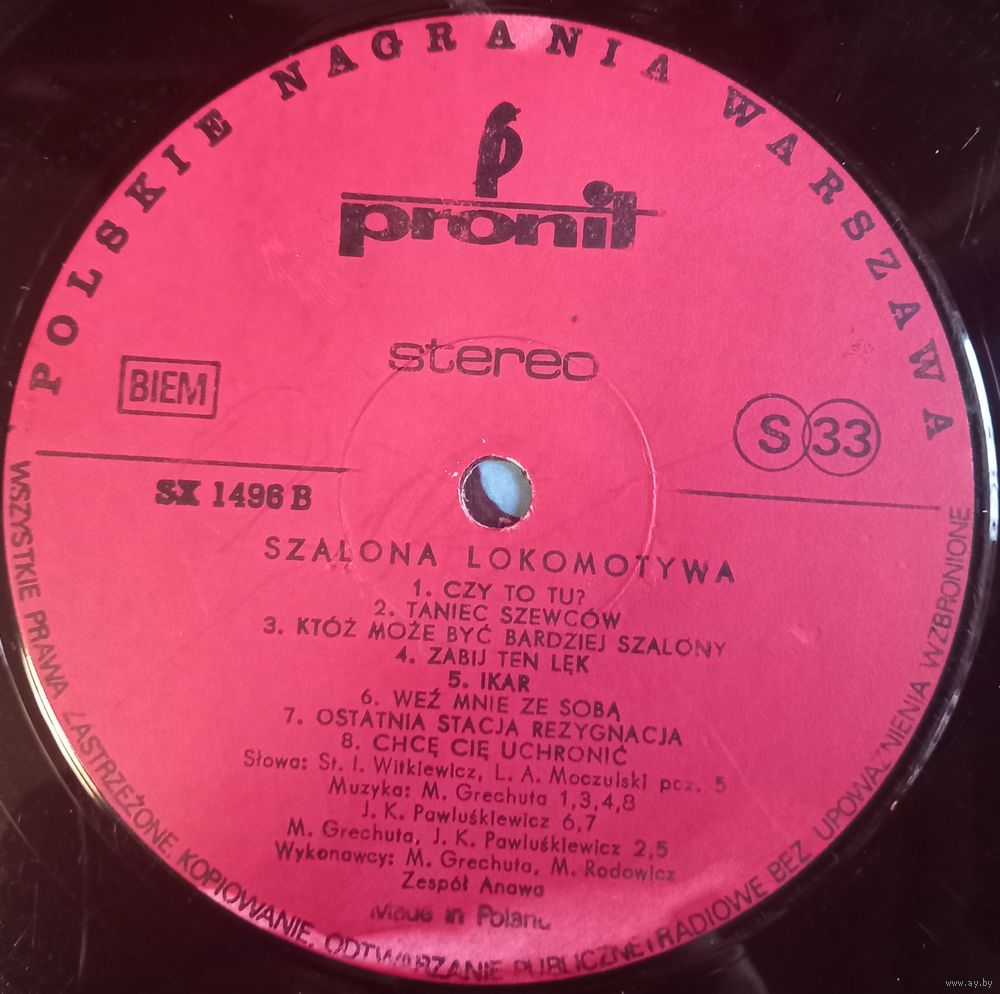 POLSKIE NAGRANIA WARSZAWA
pronit
stereo
BIEM
S 33
SX 1496 B
SZALONA LOKOMOTYWA
1. CZY TO TU?
2. TANIEC SZEWCÓW
3. KTÓŻ MOŻE BYĆ BARDZIEJ SZALONY
4. ZABIJ TEN LĘK
5. IKAR
6. WEŹ MNIE ZE SOBĄ
7. OSTATNIA STACJA REZYGNACJA
8. CHCĘ CIĘ UCHRONIĆ
Słowa: St. I. Witkiewicz, L. A. Moczulski poz. 5
Muzyka: M. Grechuta 1,3,4,8
J. K. Pawluśkiewicz 6,7
M. Grechuta, J. K. Pawluśkiewicz 2,5
Wykonawcy: M. Grechuta, M. Rodowicz
Zespół Anawa
Made in Poland
WSZYSTKIE PRAWA ZASTRZEŻONE. KOPIOWANIE, ODTWARZANIE PUBLICZNE I RADIOWE BEZ UPOWAŻNIENIA WZBRONIONE
www.ay.by